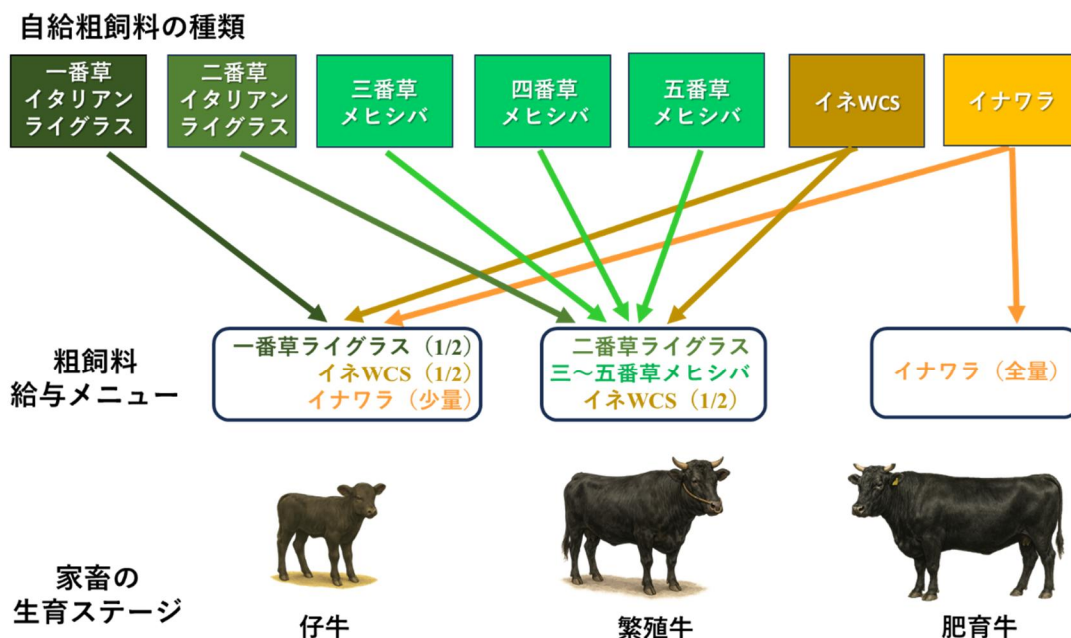 自給粗飼料の種類
一番草
イタリアン
ライグラス
二番草
イタリアン
ライグラス
三番草
メヒシバ
四番草
メヒシバ
五番草
メヒシバ
イネWCS
イナワラ
粗飼料
給与メニュー
一番草ライグラス（1/2）
イネWCS（1/2）
イナワラ（少量）
二番草ライグラス
三～五番草メヒシバ
イネWCS（1/2）
イナワラ（全量）
家畜の
生育ステージ
仔牛
繁殖牛
肥育牛